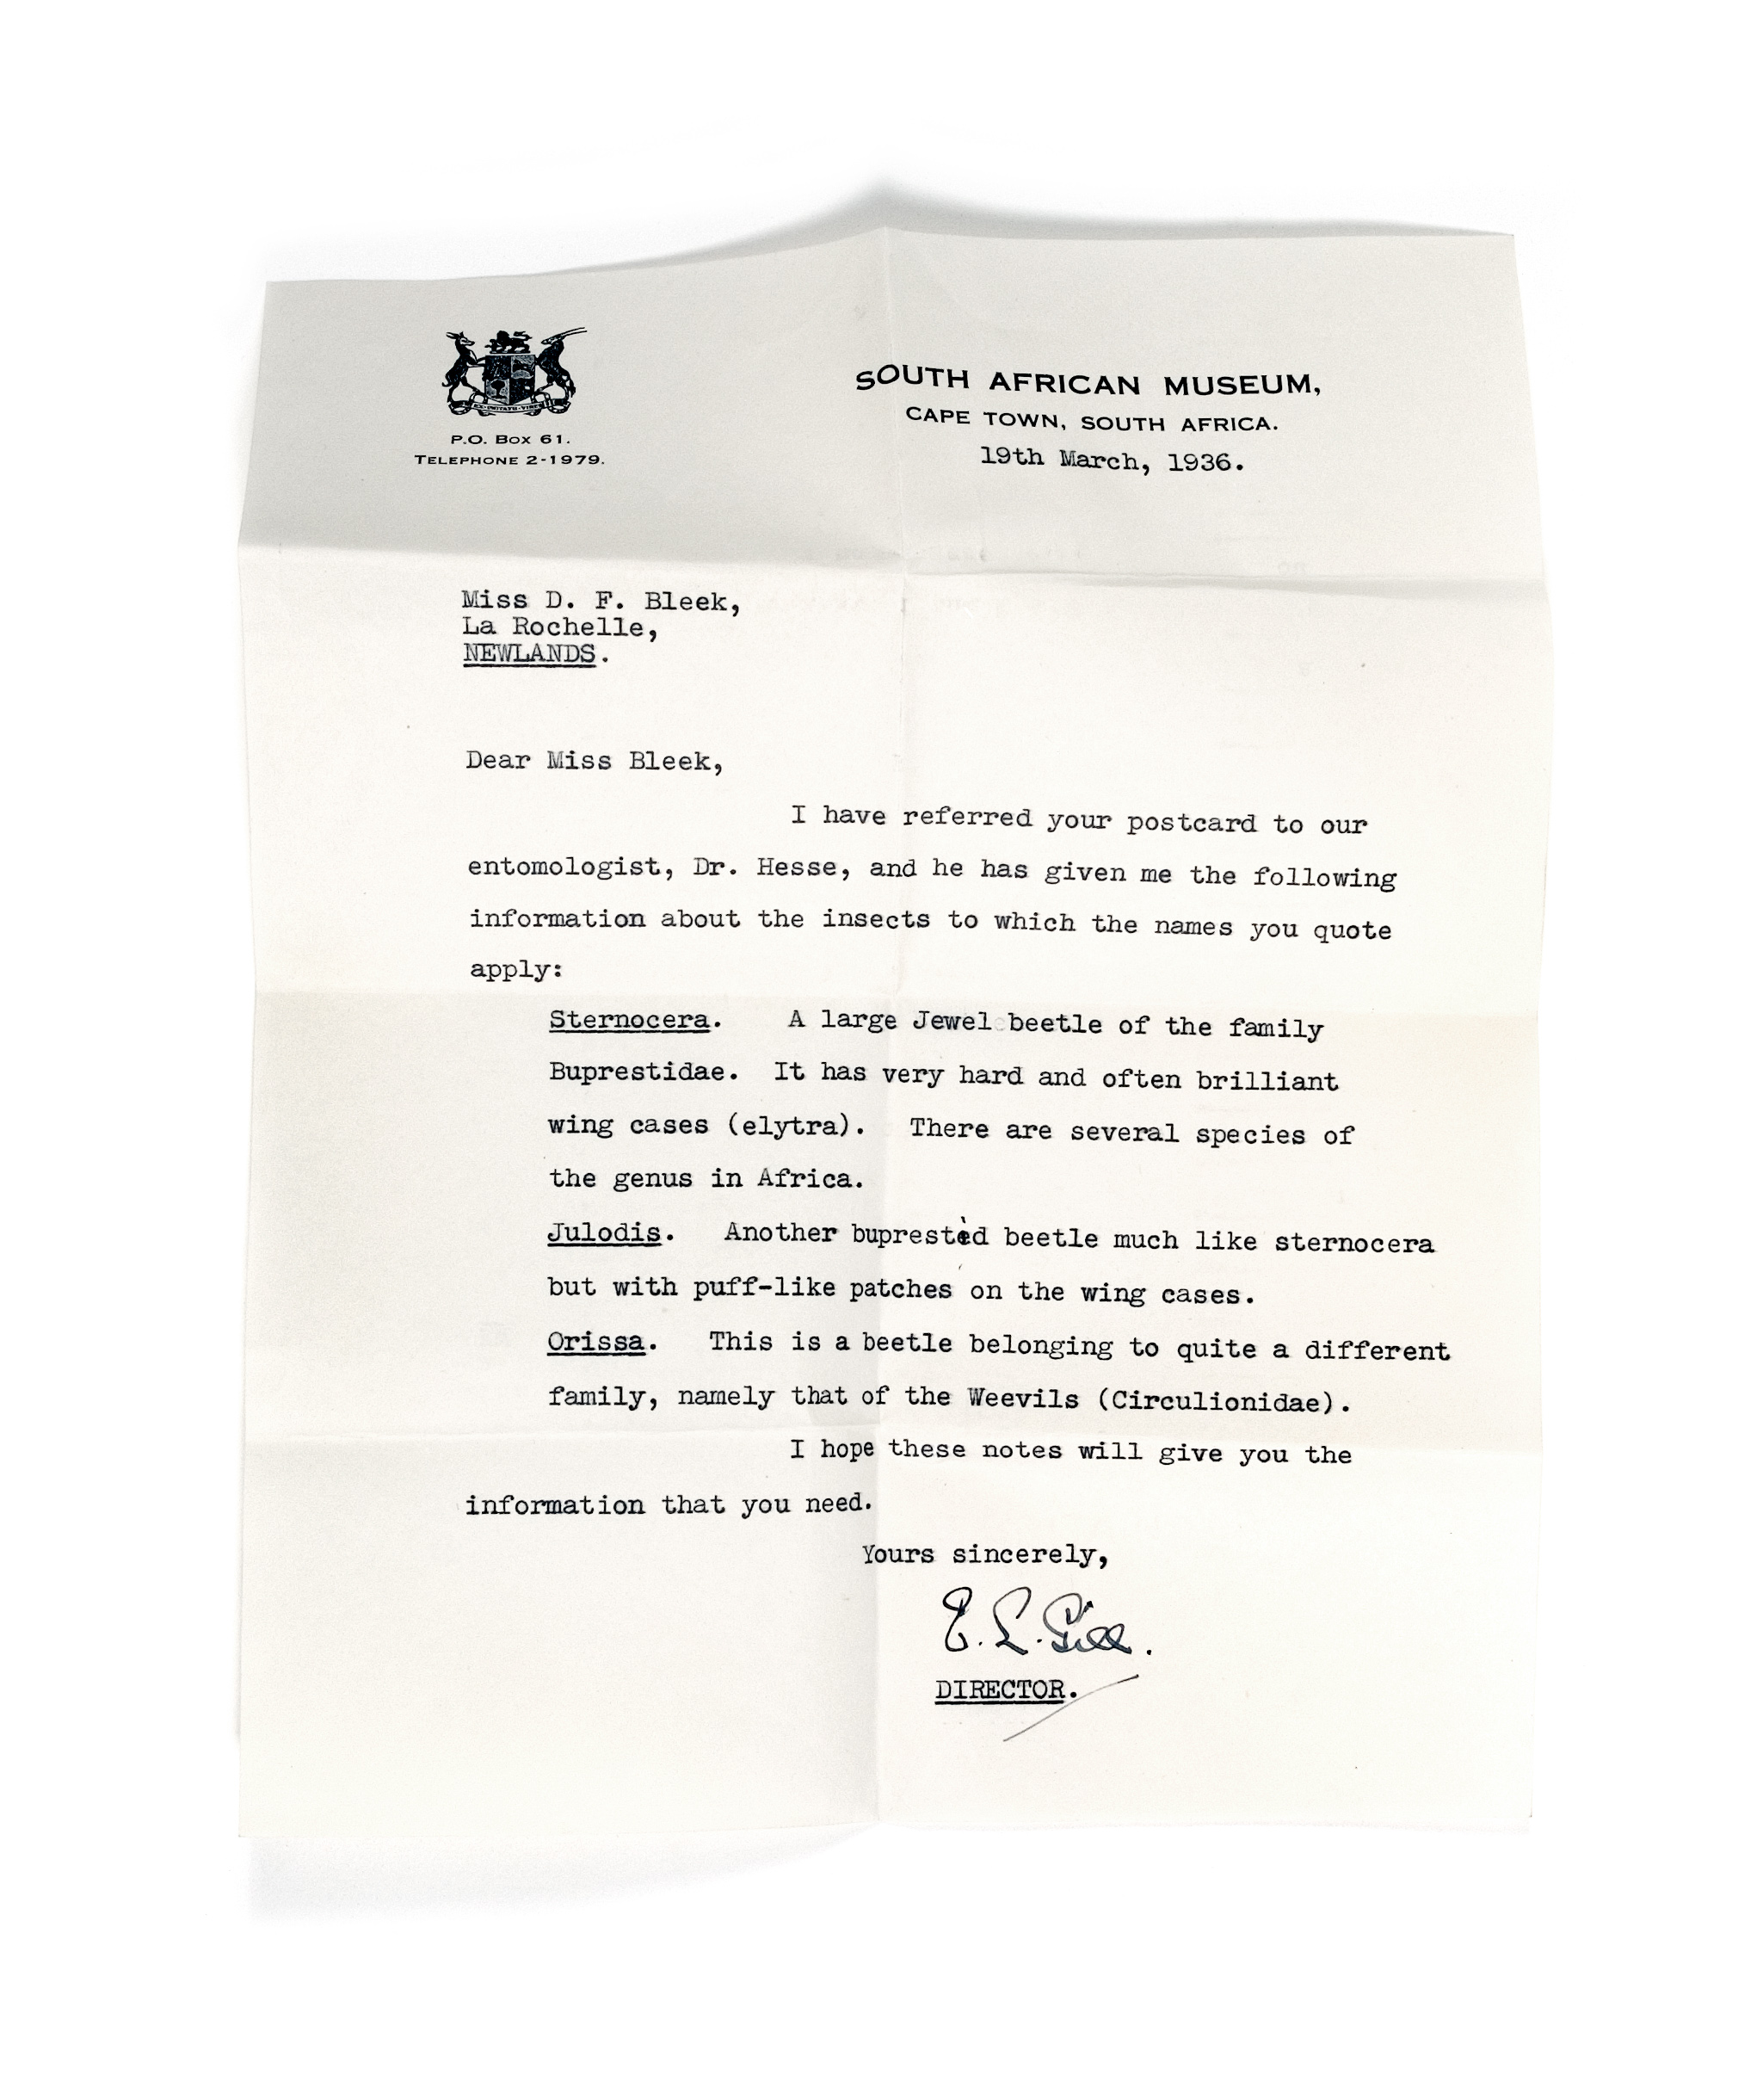 EX·UNITATE·VIRES
P.O. Box 61.
TELEPHONE 2-1979.
SOUTH AFRICAN MUSEUM,
CAPE TOWN, SOUTH AFRICA.
19th March, 1936.
Miss D. F. Bleek,
La Rochelle,
NEWLANDS.
Dear Miss Bleek,
I have referred your postcard to our
entomologist, Dr. Hesse, and he has given me the following
information about the insects to which the names you quote
apply:
Sternocera. A large Jewel beetle of the family
Buprestidae. It has very hard and often brilliant
wing cases (elytra). There are several species of
the genus in Africa.
Julodis. Another buprestid beetle much like sternocera
but with puff-like patches on the wing cases.
Orissa. This is a beetle belonging to quite a different
family, namely that of the Weevils (Circulionidae).
I hope these notes will give you the
information that you need.
Yours sincerely,
E. L. Gill.
DIRECTOR.